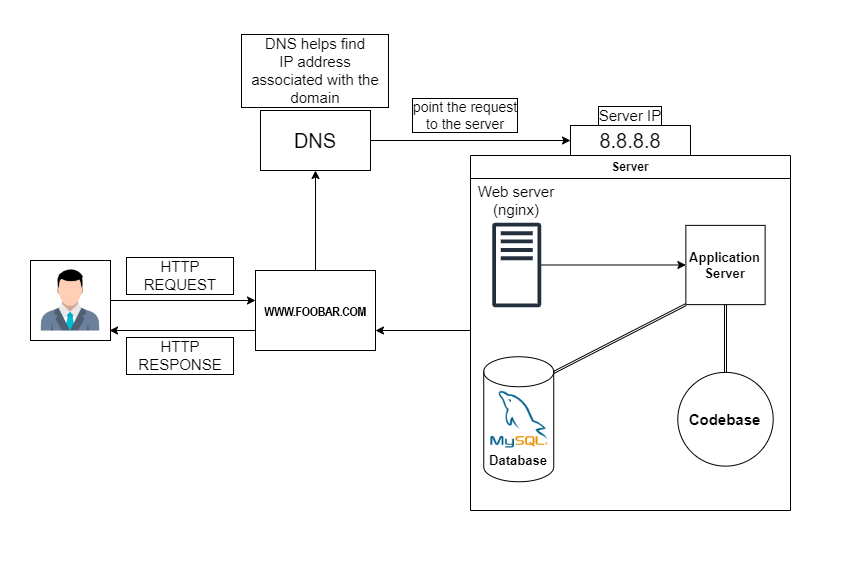 DNS helps find
IP address
associated with the
domain
DNS
point the request
to the server
Server IP
8.8.8.8
Server
Web server
(nginx)
Application
Server
HTTP
REQUEST
WWW.FOOBAR.COM
HTTP
RESPONSE
MySQL
Database
Codebase